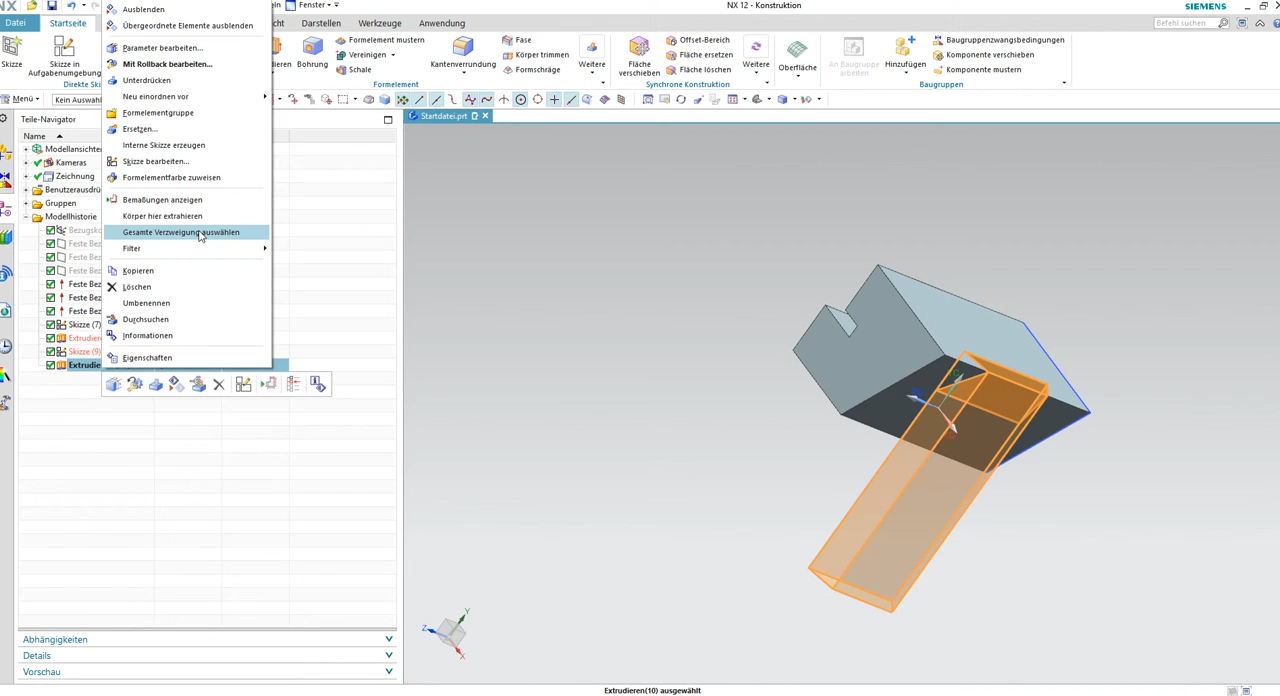 NX
Fenster
NX 12 - Konstruktion
SIEMENS
Datei
Startseite
Darstellen
Werkzeuge
Anwendung
Befehl suchen
Skizze
Skizze in Aufgabenumgebung
Direkte Ski
Bohrung
Formelement mustern
Vereinigen
Schale
Kantenverrundung
Fase
Körper trimmen
Formschräge
Weitere
Formelement
Fläche verschieben
Offset-Bereich
Fläche ersetzen
Fläche löschen
Weitere
Synchrone Konstruktion
Oberfläche
An Baugruppe arbeiten
Hinzufügen
Baugruppenzwangsbedingungen
Komponente verschieben
Komponente mustern
Baugruppen
Menü
Kein Auswahl
Teile-Navigator
Startdatei.prt
Name
Modellansichte
Kameras
Zeichnung
Benutzerausdrü
Gruppen
Modellhistorie
Bezugsko
Feste Bez
Feste Bez
Feste Bez
Feste Bez
Feste Bez
Feste Bez
Skizze (7)
Extrudiere
Skizze (9)
Extrudie
Ausblenden
Übergeordnete Elemente ausblenden
Parameter bearbeiten...
Mit Rollback bearbeiten...
Unterdrücken
Neu einordnen vor
Formelementgruppe
Ersetzen...
Interne Skizze erzeugen
Skizze bearbeiten...
Formelementfarbe zuweisen
Bemaßungen anzeigen
Körper hier extrahieren
Gesamte Verzweigung auswählen
Filter
Kopieren
Löschen
Umbenennen
Durchsuchen
Informationen
Eigenschaften
Y
Z
X
Abhängigkeiten
Details
Vorschau
Extrudieren(10) ausgewählt